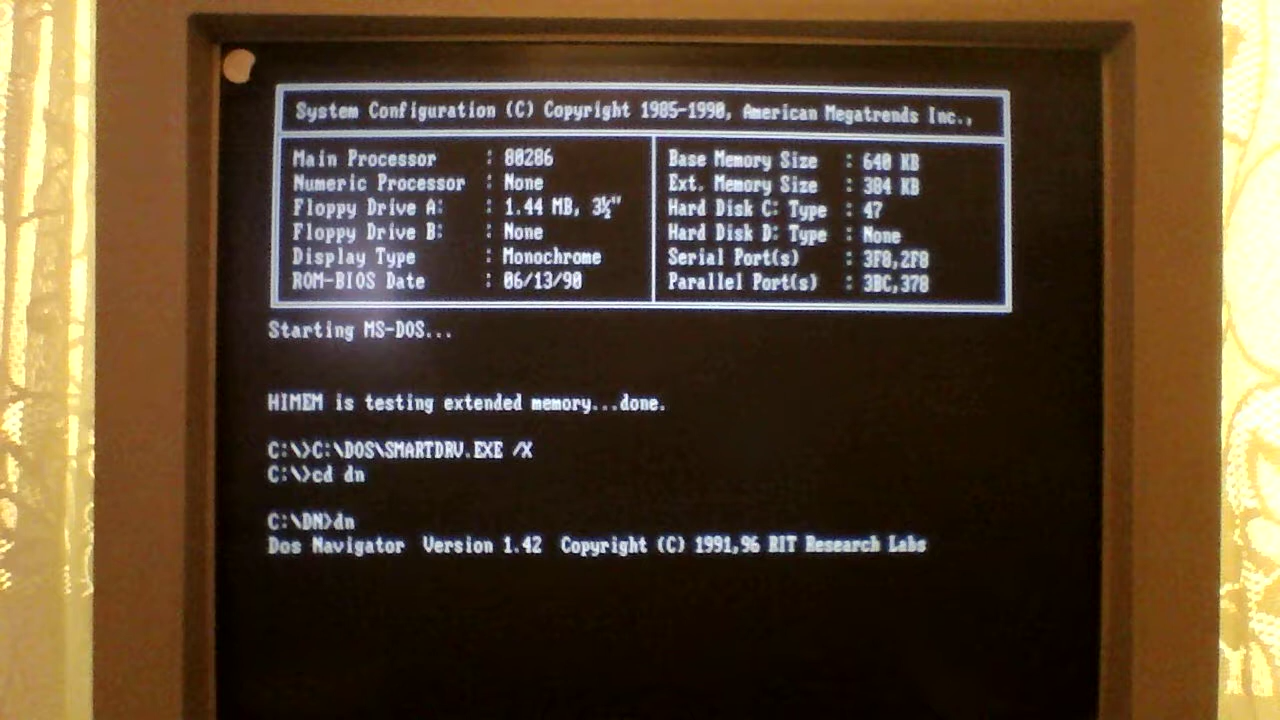 System Configuration (C) Copyright 1985-1990, American Megatrends Inc.,
Main Processor : 80286
Numeric Processor : None
Floppy Drive A: : 1.44 MB, 3½"
Floppy Drive B: : None
Display Type : Monochrome
ROM-BIOS Date : 06/13/90
Base Memory Size : 640 KB
Ext. Memory Size : 384 KB
Hard Disk C: Type : 47
Hard Disk D: Type : None
Serial Port(s) : 3F8,2F8
Parallel Port(s) : 3BC,378
Starting MS-DOS...
HIMEM is testing extended memory...done.
C:\>C:\DOS\SMARTDRV.EXE /X
C:\>cd dn
C:\DN>dn
Dos Navigator Version 1.42 Copyright (C) 1991,96 RIT Research Labs